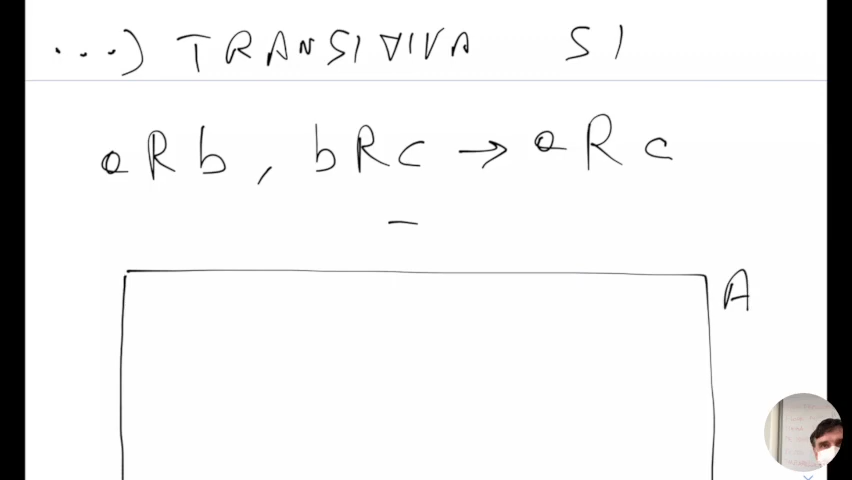 ...) TRANSITIVA SI
aRb, bRc → aRc
A